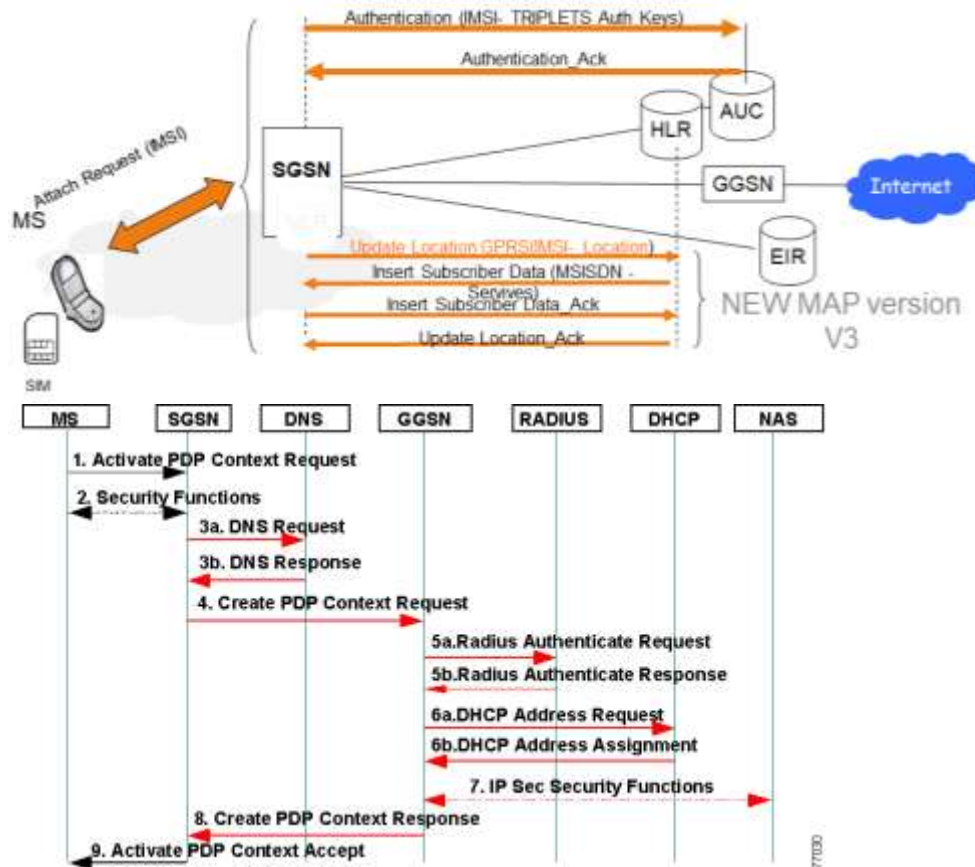 Authentication (IMSI- TRIPLETS Auth Keys)
Authentication_Ack
AUC
HLR
SGSN
Attach Request (IMSI)
MS
GGSN
Internet
EIR
Update Location GPRS(IMSI- Location)
Insert Subscriber Data (MSISDN -
Servives)
Insert Subscriber Data_Ack
Update Location_Ack
NEW MAP version
V3
SIM
MS SGSN DNS GGSN RADIUS DHCP NAS
1. Activate PDP Context Request
2. Security Functions
3a. DNS Request
3b. DNS Response
4. Create PDP Context Request
5a.Radius Authenticate Request
5b.Radius Authenticate Response
6a.DHCP Address Request
6b.DHCP Address Assignment
7. IP Sec Security Functions
8. Create PDP Context Response
9. Activate PDP Context Accept